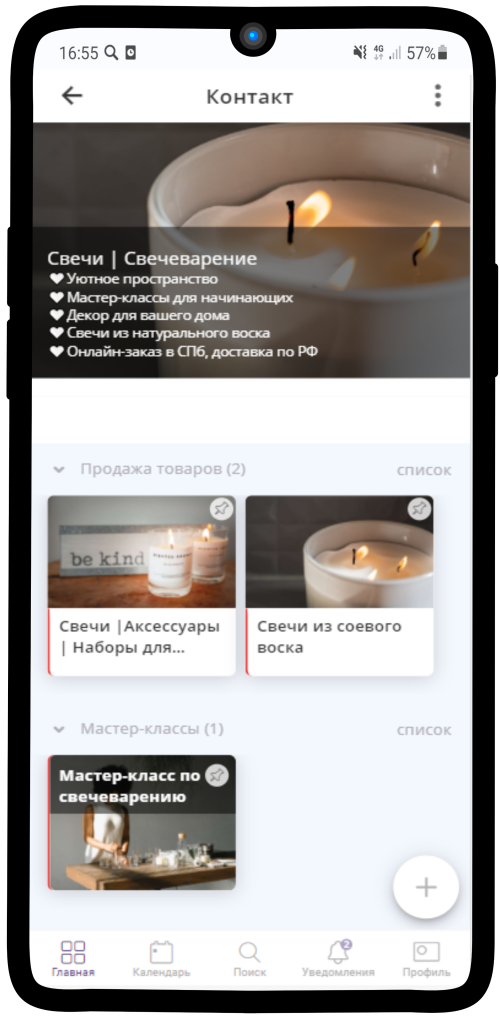 16:55 4G 57%
Контакт
Свечи | Свечеварение
❤ Уютное пространство
❤ Мастер-классы для начинающих
❤ Декор для вашего дома
❤ Свечи из натурального воска
❤ Онлайн-заказ в СПб, доставка по РФ
Продажа товаров (2) список
be kind
Свечи |Аксессуары
| Наборы для...
Свечи из соевого
воска
Мастер-классы (1) список
Мастер-класс по
свечеварению
2
Главная Календарь Поиск Уведомления Профиль